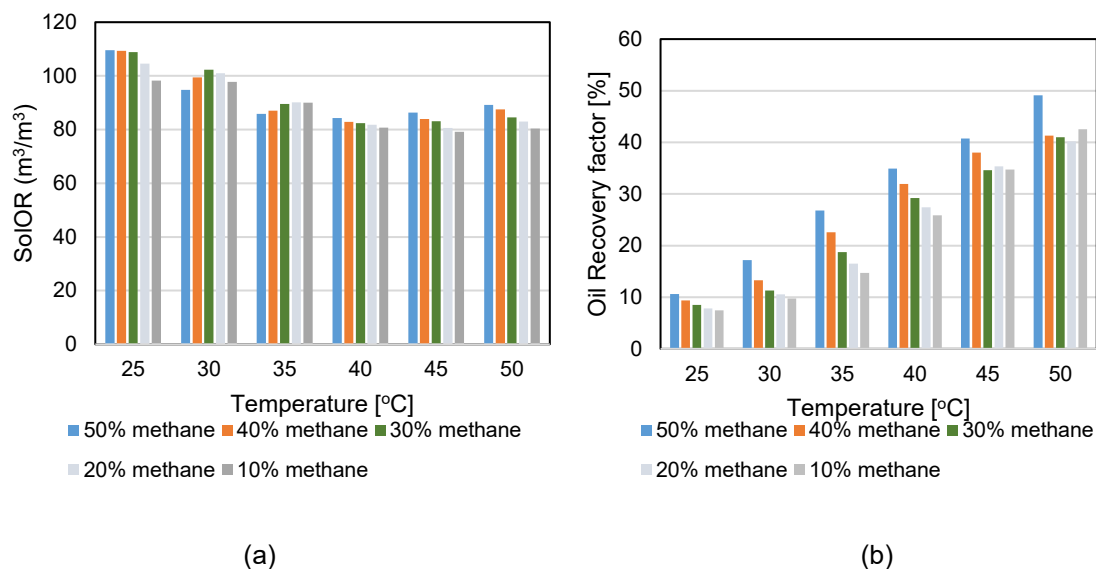 120
100
80
60
40
20
0
SolOR (m³/m³)
25 30 35 40 45 50
Temperature [°C]
50% methane 40% methane 30% methane
20% methane 10% methane
(a)
60
50
40
30
20
10
0
Oil Recovery factor [%]
25 30 35 40 45 50
Temperature [°C]
50% methane 40% methane 30% methane
20% methane 10% methane
(b)